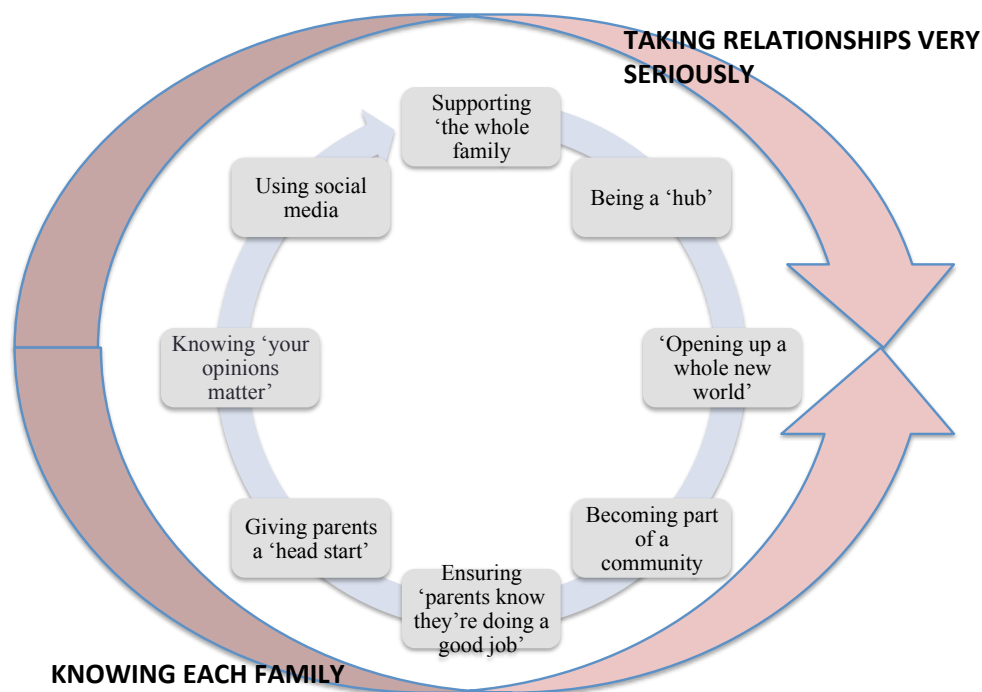 TAKING RELATIONSHIPS VERY
SERIOUSLY
Supporting
‘the whole
family
Being a ‘hub’
‘Opening up a
whole new
world’
Becoming part
of a
community
Ensuring
‘parents know
they’re doing a
good job’
Giving parents
a ‘head start’
Knowing ‘your
opinions
matter’
Using social
media
KNOWING EACH FAMILY